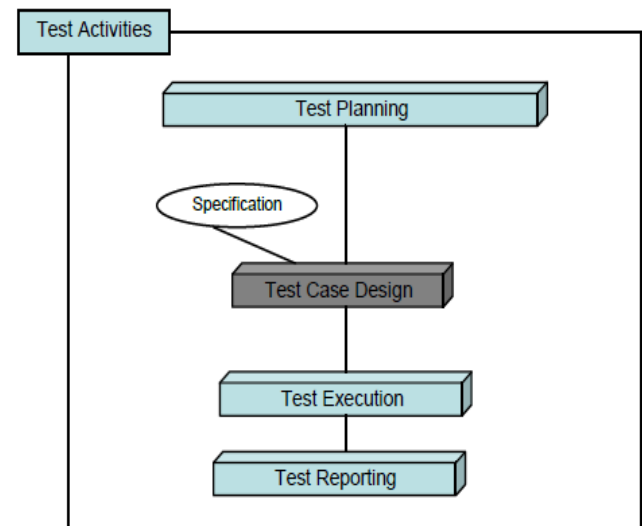 Test Activities
Test Planning
Specification
Test Case Design
Test Execution
Test Reporting